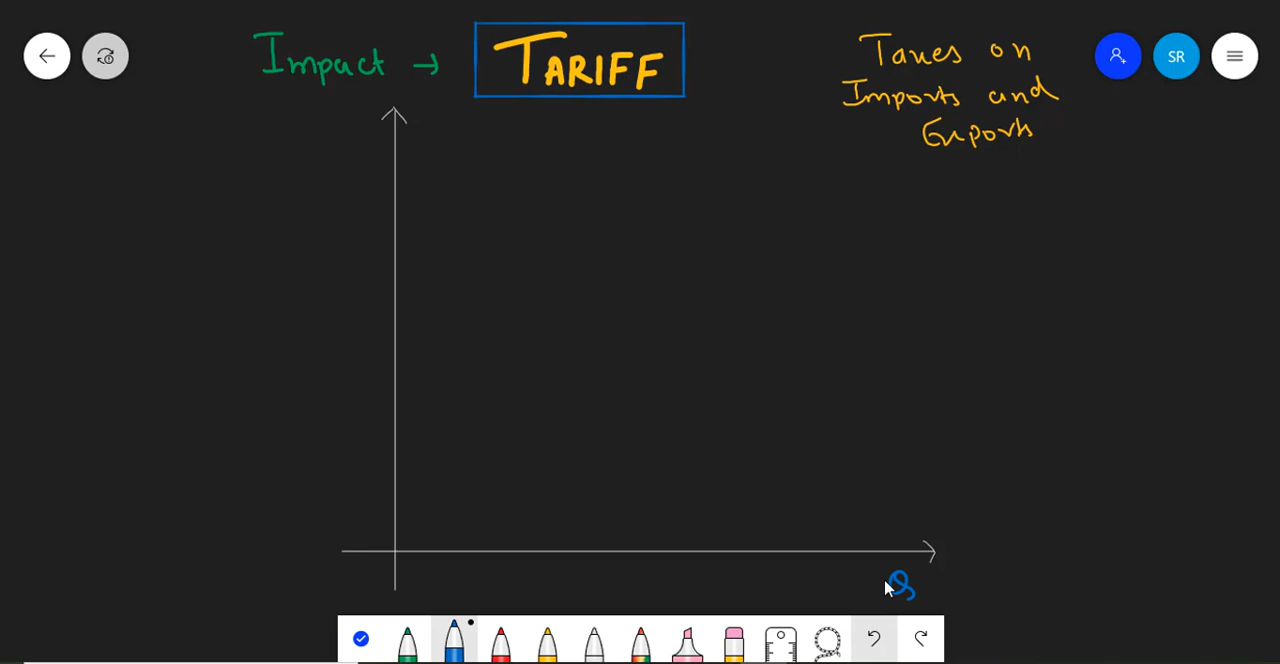 Impact → TARIFF
Taxes on
Imports and
Exports
SR
Q